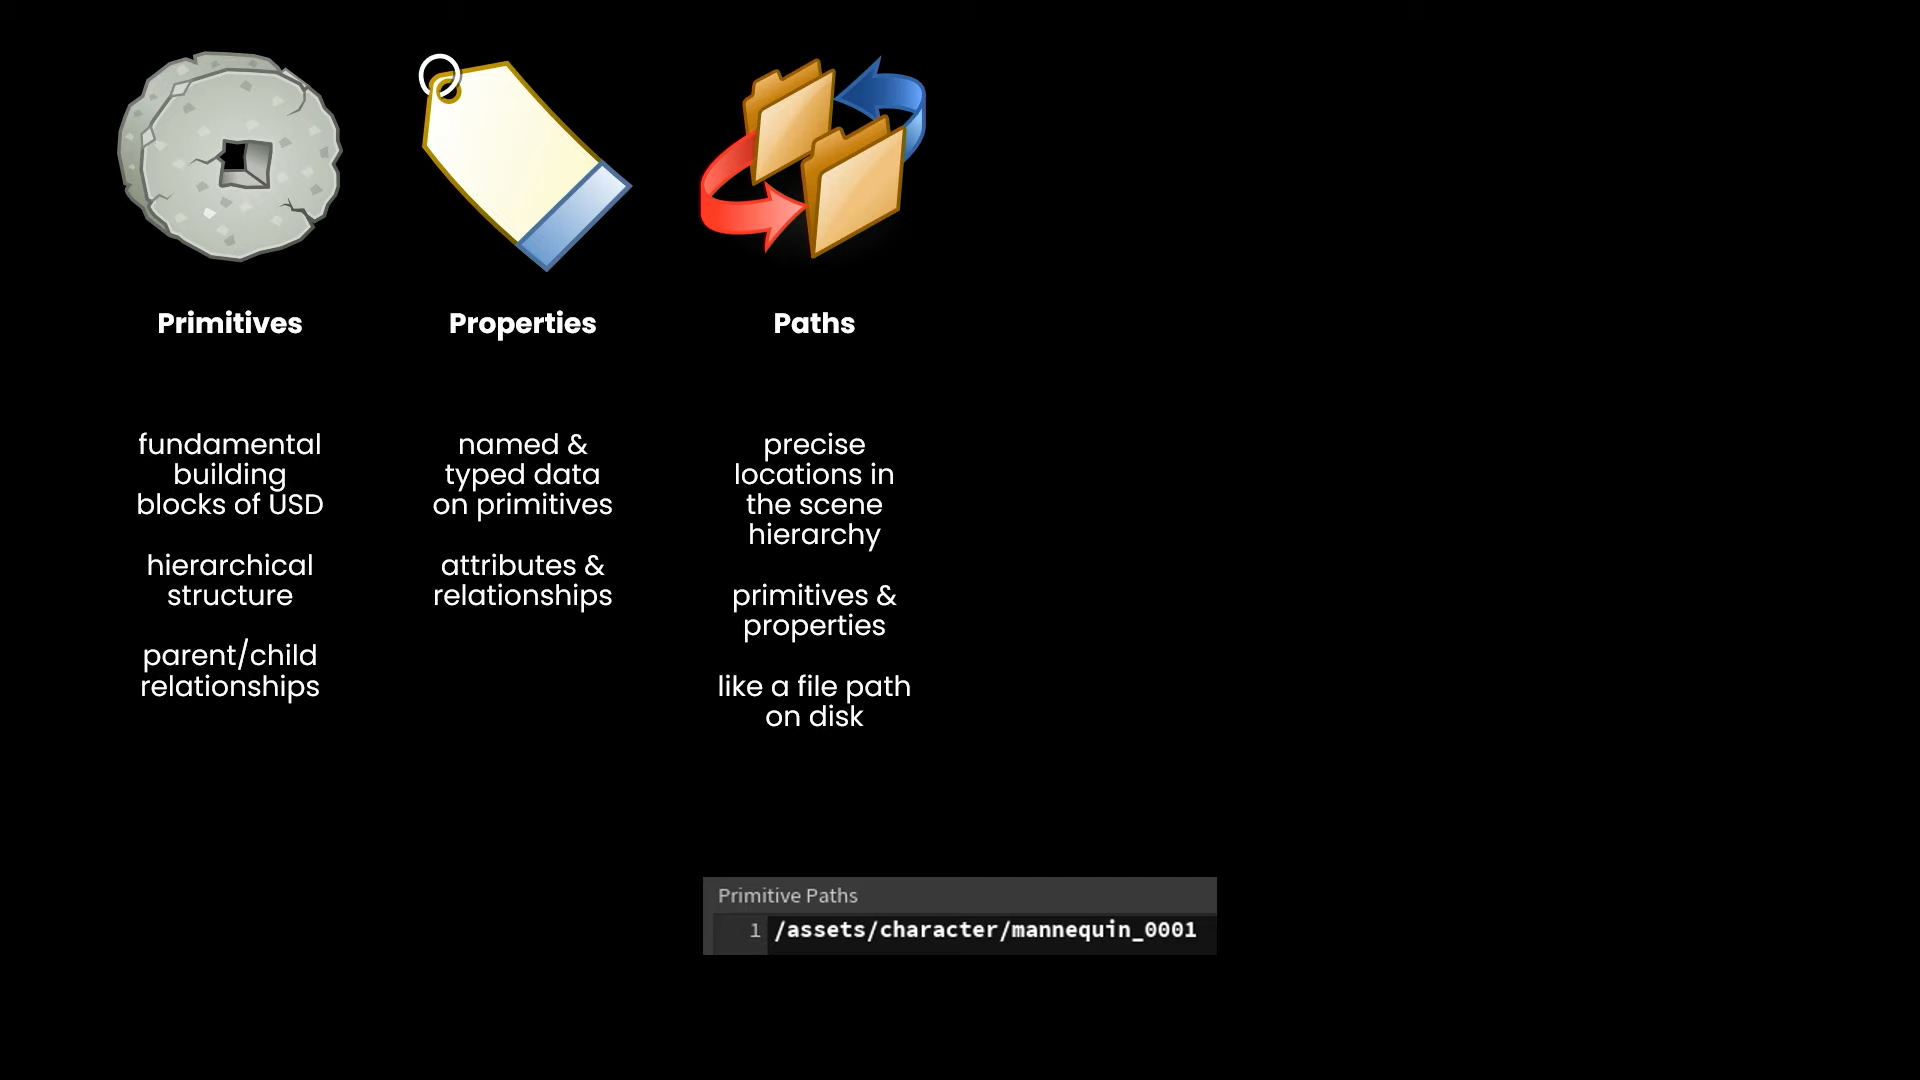 Primitives
fundamental
building
blocks of USD
hierarchical
structure
parent/child
relationships
Properties
named &
typed data
on primitives
attributes &
relationships
Paths
precise
locations in
the scene
hierarchy
primitives &
properties
like a file path
on disk
Primitive Paths
1 /assets/character/mannequin_0001